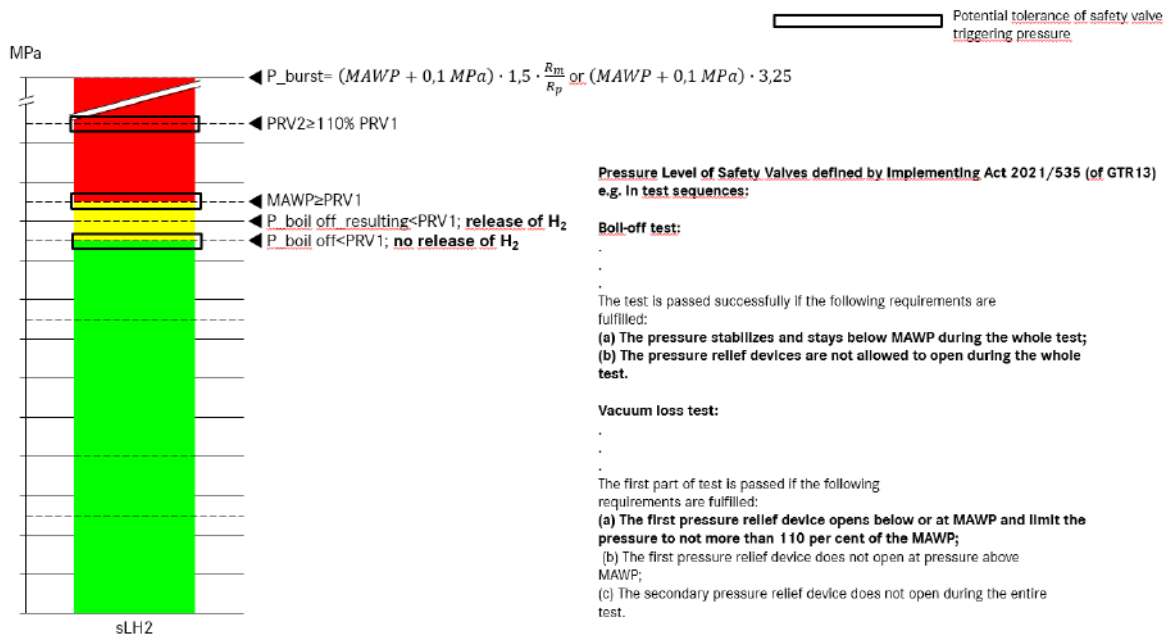 Potential tolerance of safety valve
triggering pressure
MPa
P_burst= (MAWP + 0,1 MPa) · 1,5 · Rm/Rp or (MAWP + 0,1 MPa) · 3,25
PRV2≥110% PRV1
MAWP≥PRV1
P_boil off_resulting<PRV1; release of H₂
P_boil off<PRV1; no release of H₂
sLH2
Pressure Level of Safety Valves defined by Implementing Act 2021/535 (of GTR13)
e.g. In test sequences:
Boll-off test:
.
.
.
The test is passed successfully if the following requirements are
fulfilled:
(a) The pressure stabilizes and stays below MAWP during the whole test;
(b) The pressure relief devices are not allowed to open during the whole
test.
Vacuum loss test:
.
.
.
The first part of test is passed if the following
requirements are fulfilled:
(a) The first pressure relief device opens below or at MAWP and limit the
pressure to not more than 110 per cent of the MAWP;
(b) The first pressure relief device does not open at pressure above
MAWP;
(c) The secondary pressure relief device does not open during the entire
test.